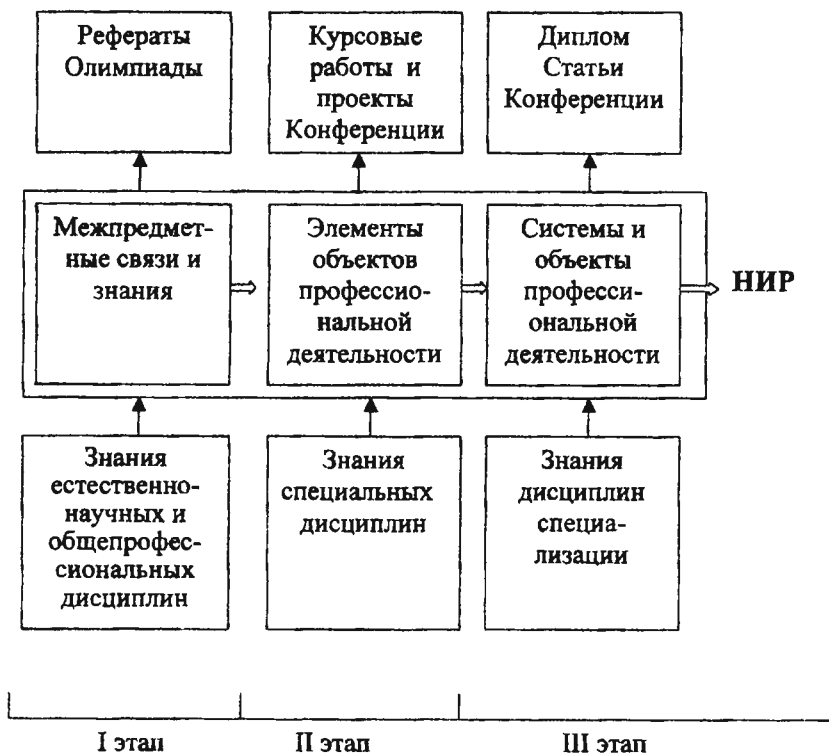 Рефераты
Олимпиады
Курсовые
работы и
проекты
Конференции
Диплом
Статьи
Конференции
Межпредмет-
ные связи и
знания
Элементы
объектов
профессио-
нальной
деятельности
Системы и
объекты
професси-
ональной
деятельности
НИР
Знания
естественно-
научных и
общепрофес-
сиональных
дисциплин
Знания
специальных
дисциплин
Знания
дисциплин
специа-
лизации
I этап
II этап
III этап